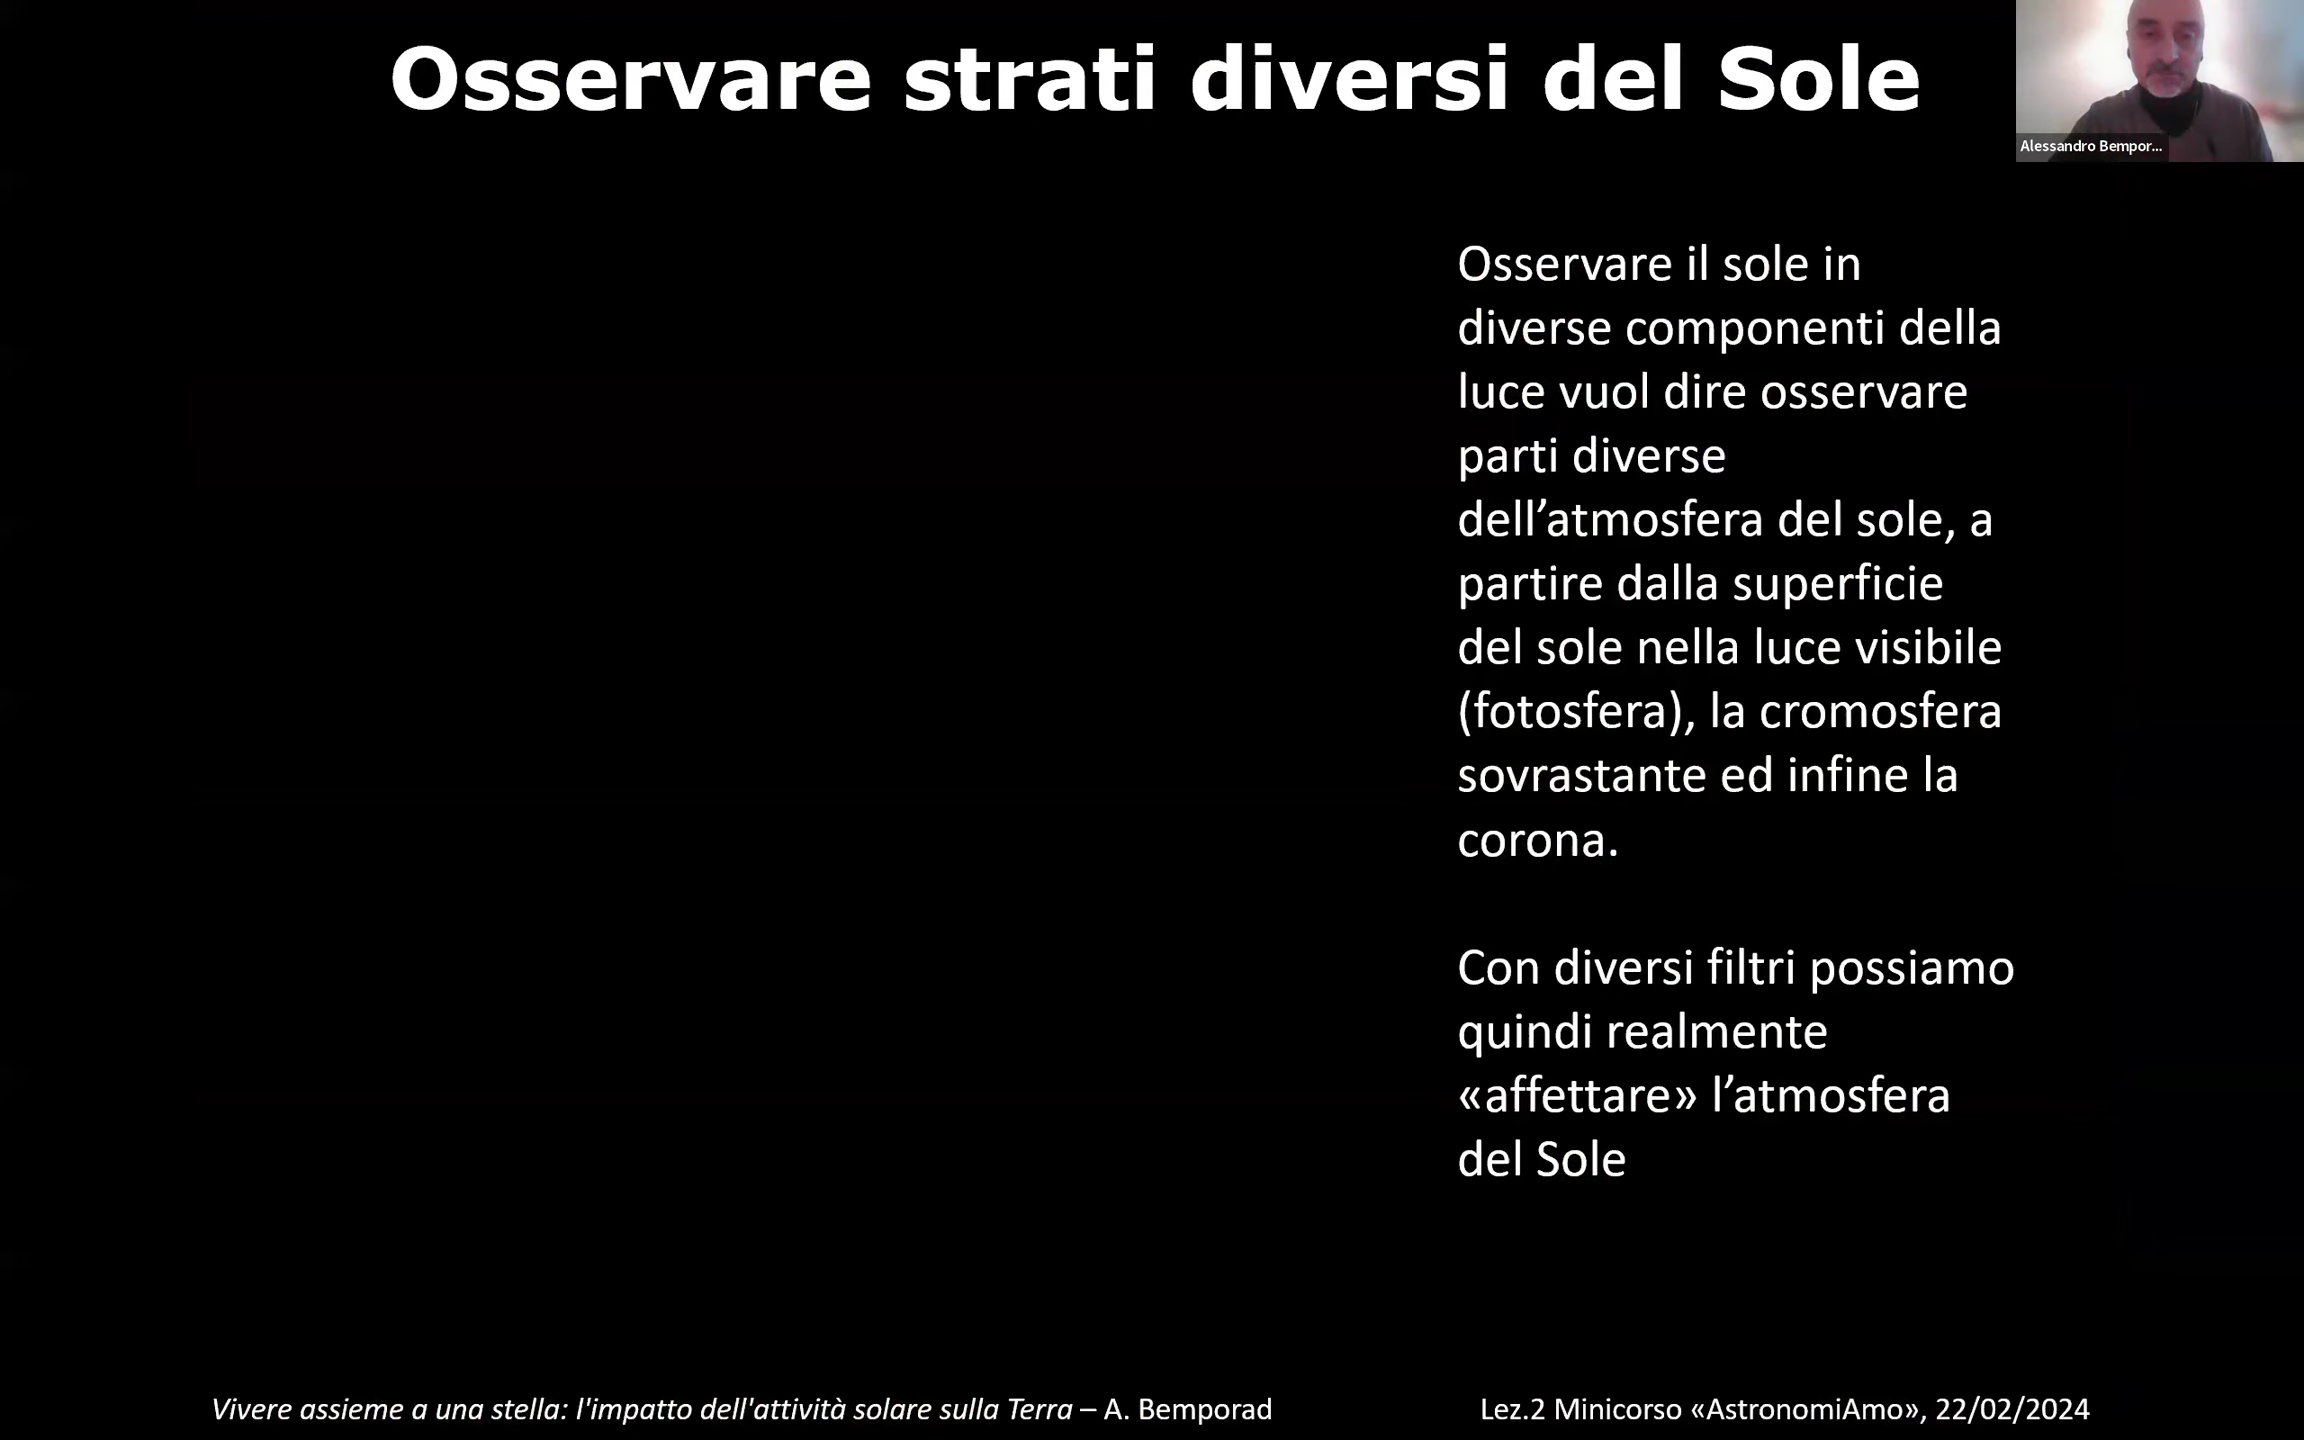 Osservare strati diversi del Sole
Alessandro Bempor...
Osservare il sole in
diverse componenti della
luce vuol dire osservare
parti diverse
dell’atmosfera del sole, a
partire dalla superficie
del sole nella luce visibile
(fotosfera), la cromosfera
sovrastante ed infine la
corona.
Con diversi filtri possiamo
quindi realmente
«affettare» l’atmosfera
del Sole
Vivere assieme a una stella: l'impatto dell'attività solare sulla Terra – A. Bemporad
Lez.2 Minicorso «AstronomiAmo», 22/02/2024